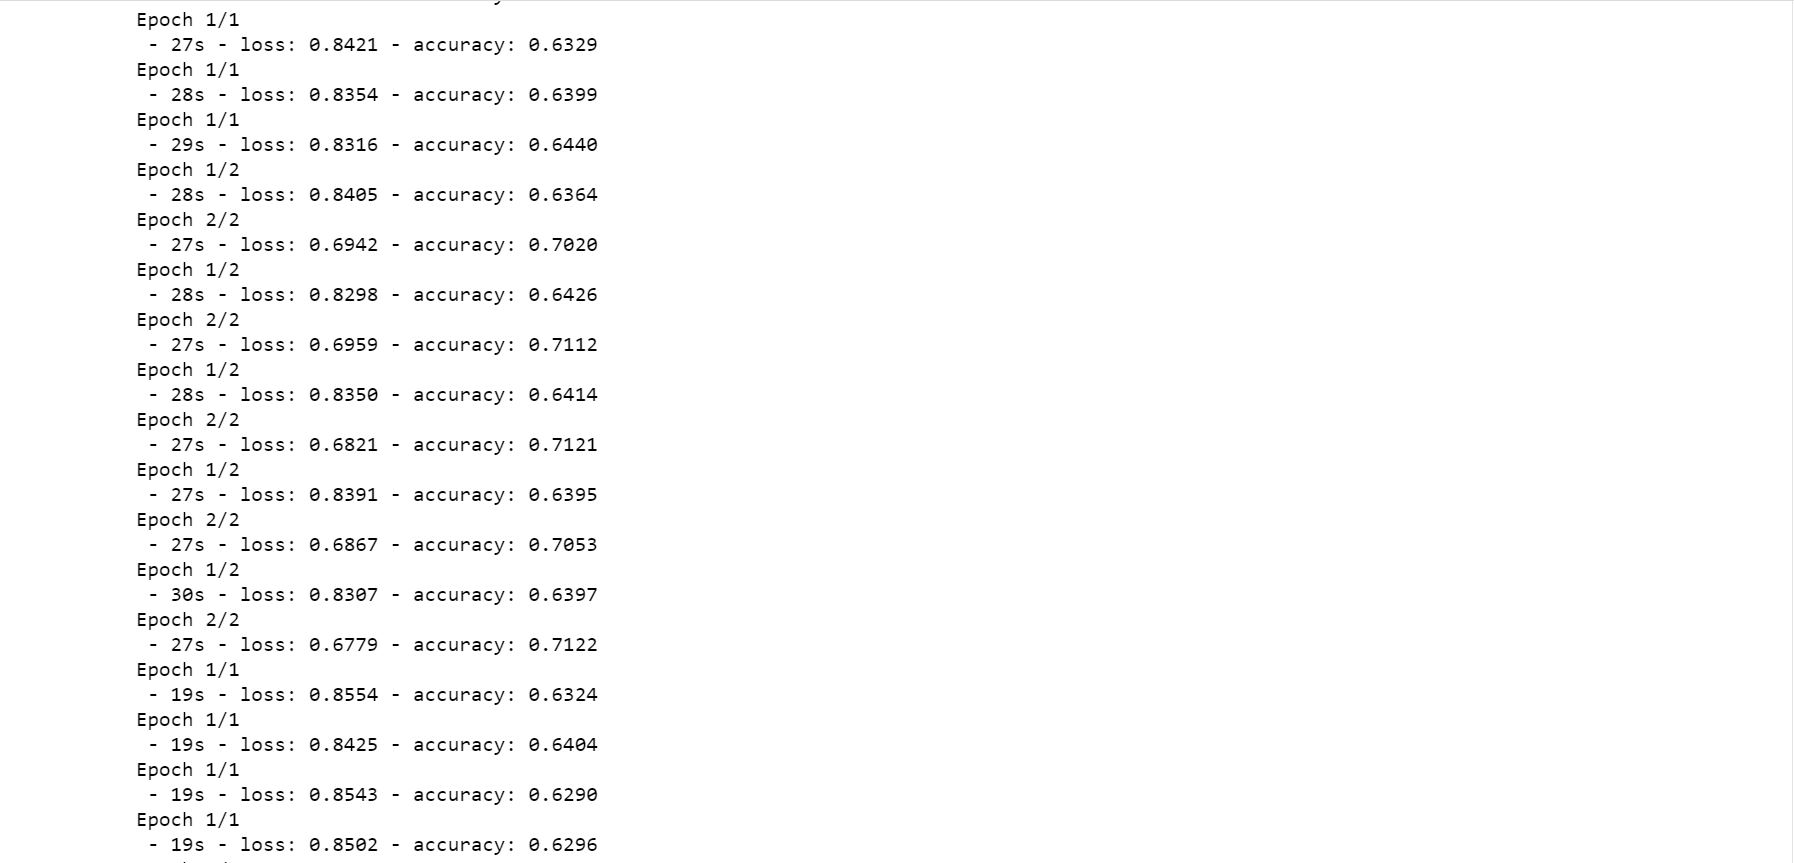 Epoch 1/1
 - 27s - loss: 0.8421 - accuracy: 0.6329
Epoch 1/1
 - 28s - loss: 0.8354 - accuracy: 0.6399
Epoch 1/1
 - 29s - loss: 0.8316 - accuracy: 0.6440
Epoch 1/2
 - 28s - loss: 0.8405 - accuracy: 0.6364
Epoch 2/2
 - 27s - loss: 0.6942 - accuracy: 0.7020
Epoch 1/2
 - 28s - loss: 0.8298 - accuracy: 0.6426
Epoch 2/2
 - 27s - loss: 0.6959 - accuracy: 0.7112
Epoch 1/2
 - 28s - loss: 0.8350 - accuracy: 0.6414
Epoch 2/2
 - 27s - loss: 0.6821 - accuracy: 0.7121
Epoch 1/2
 - 27s - loss: 0.8391 - accuracy: 0.6395
Epoch 2/2
 - 27s - loss: 0.6867 - accuracy: 0.7053
Epoch 1/2
 - 30s - loss: 0.8307 - accuracy: 0.6397
Epoch 2/2
 - 27s - loss: 0.6779 - accuracy: 0.7122
Epoch 1/1
 - 19s - loss: 0.8554 - accuracy: 0.6324
Epoch 1/1
 - 19s - loss: 0.8425 - accuracy: 0.6404
Epoch 1/1
 - 19s - loss: 0.8543 - accuracy: 0.6290
Epoch 1/1
 - 19s - loss: 0.8502 - accuracy: 0.6296